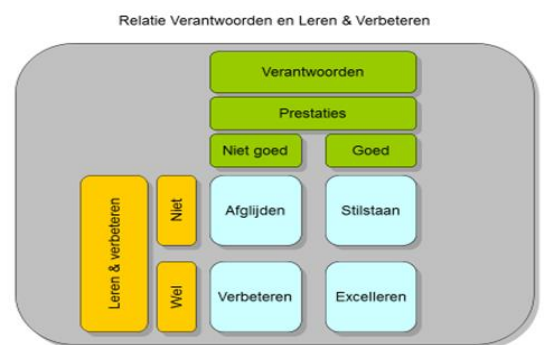 Relatie Verantwoorden en Leren & Verbeteren
Verantwoorden
Prestaties
Niet goed
Goed
Leren & verbeteren
Niet
Afglijden
Stilstaan
Wel
Verbeteren
Excelleren